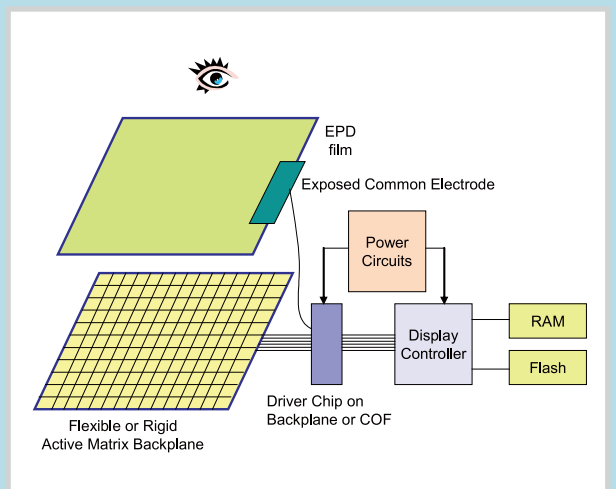 EPD
film
Exposed Common Electrode
Power
Circuits
Display
Controller
RAM
Flash
Driver Chip on
Backplane or COF
Flexible or Rigid
Active Matrix Backplane